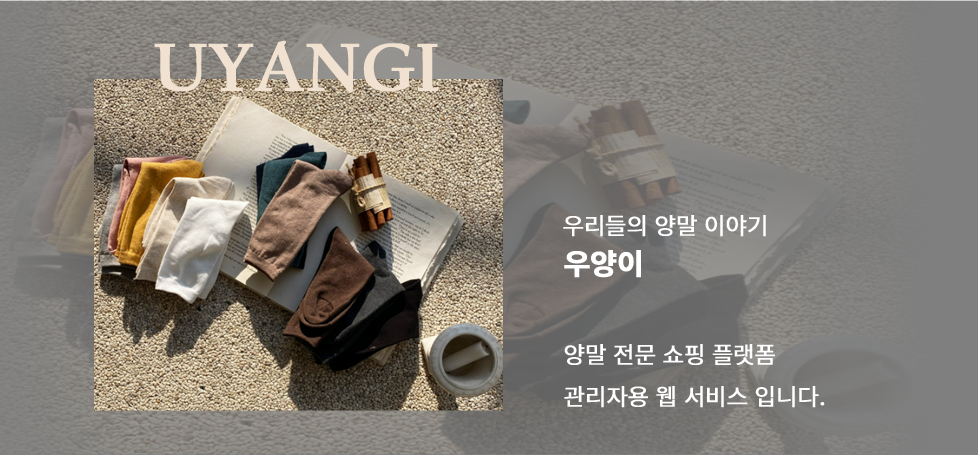 UYANGI
우리들의 양말 이야기
우양이
양말 전문 쇼핑 플랫폼
관리자용 웹 서비스 입니다.